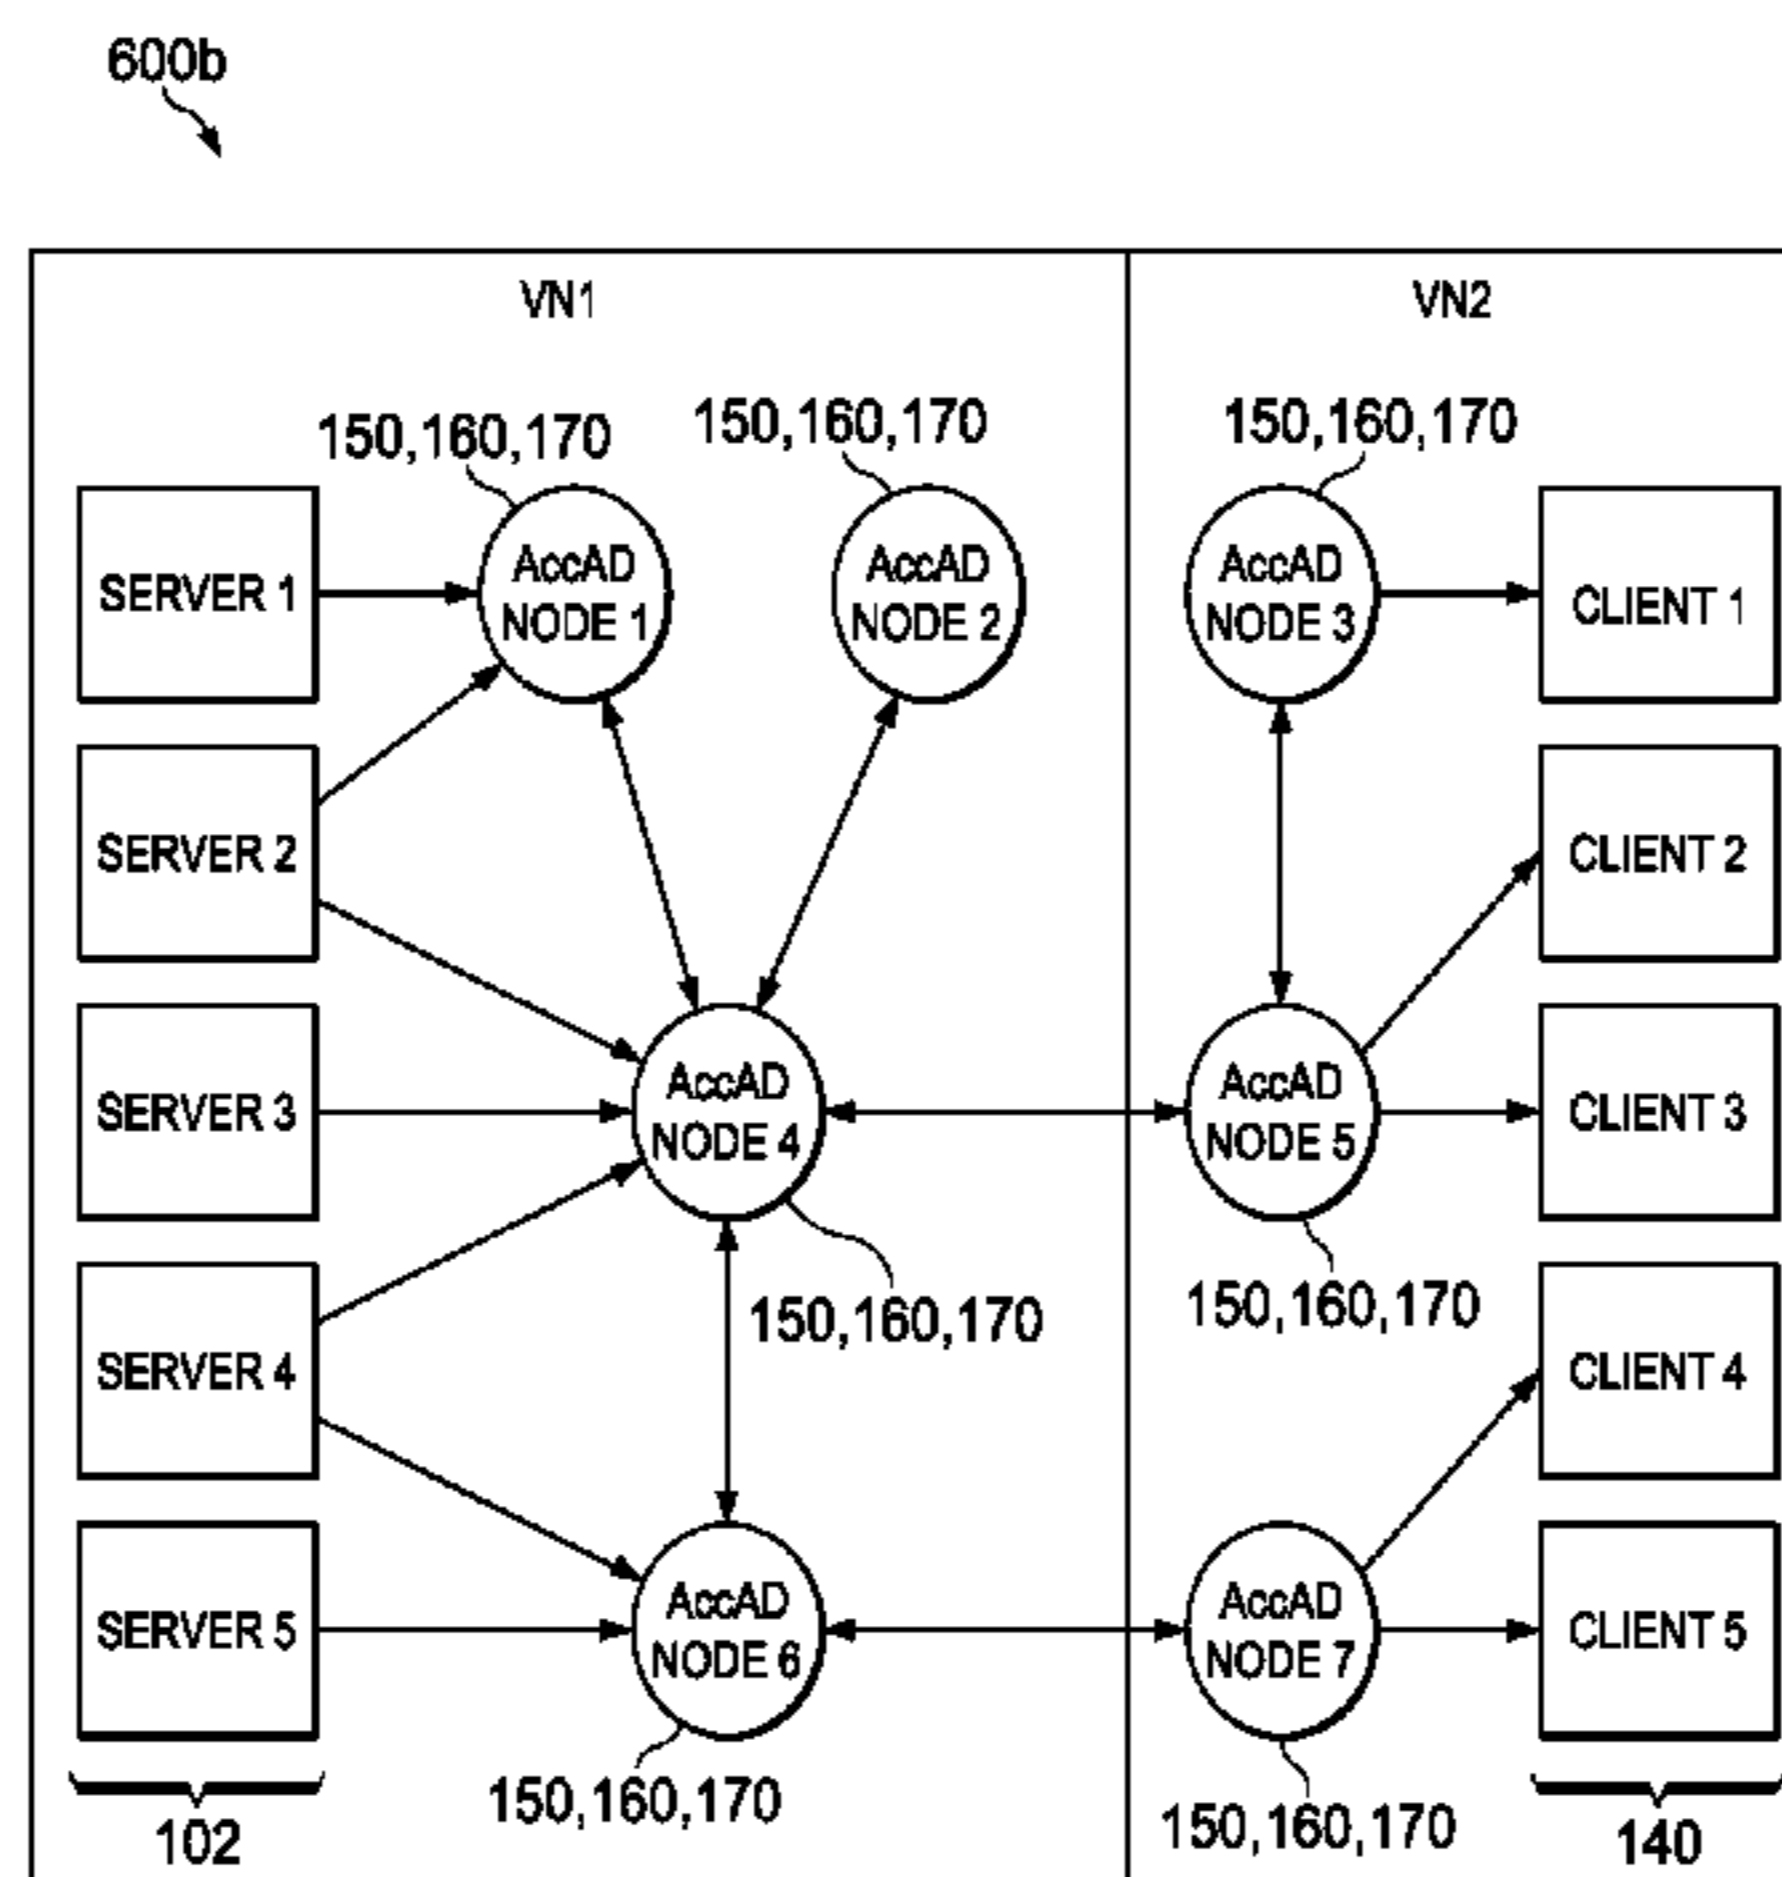 600b
VN1
VN2
150,160,170
150,160,170
150,160,170
SERVER 1
AccAD
NODE 1
AccAD
NODE 2
AccAD
NODE 3
CLIENT 1
SERVER 2
CLIENT 2
SERVER 3
AccAD
NODE 4
AccAD
NODE 5
CLIENT 3
150,160,170
150,160,170
SERVER 4
CLIENT 4
SERVER 5
AccAD
NODE 6
AccAD
NODE 7
CLIENT 5
150,160,170
150,160,170
102
140